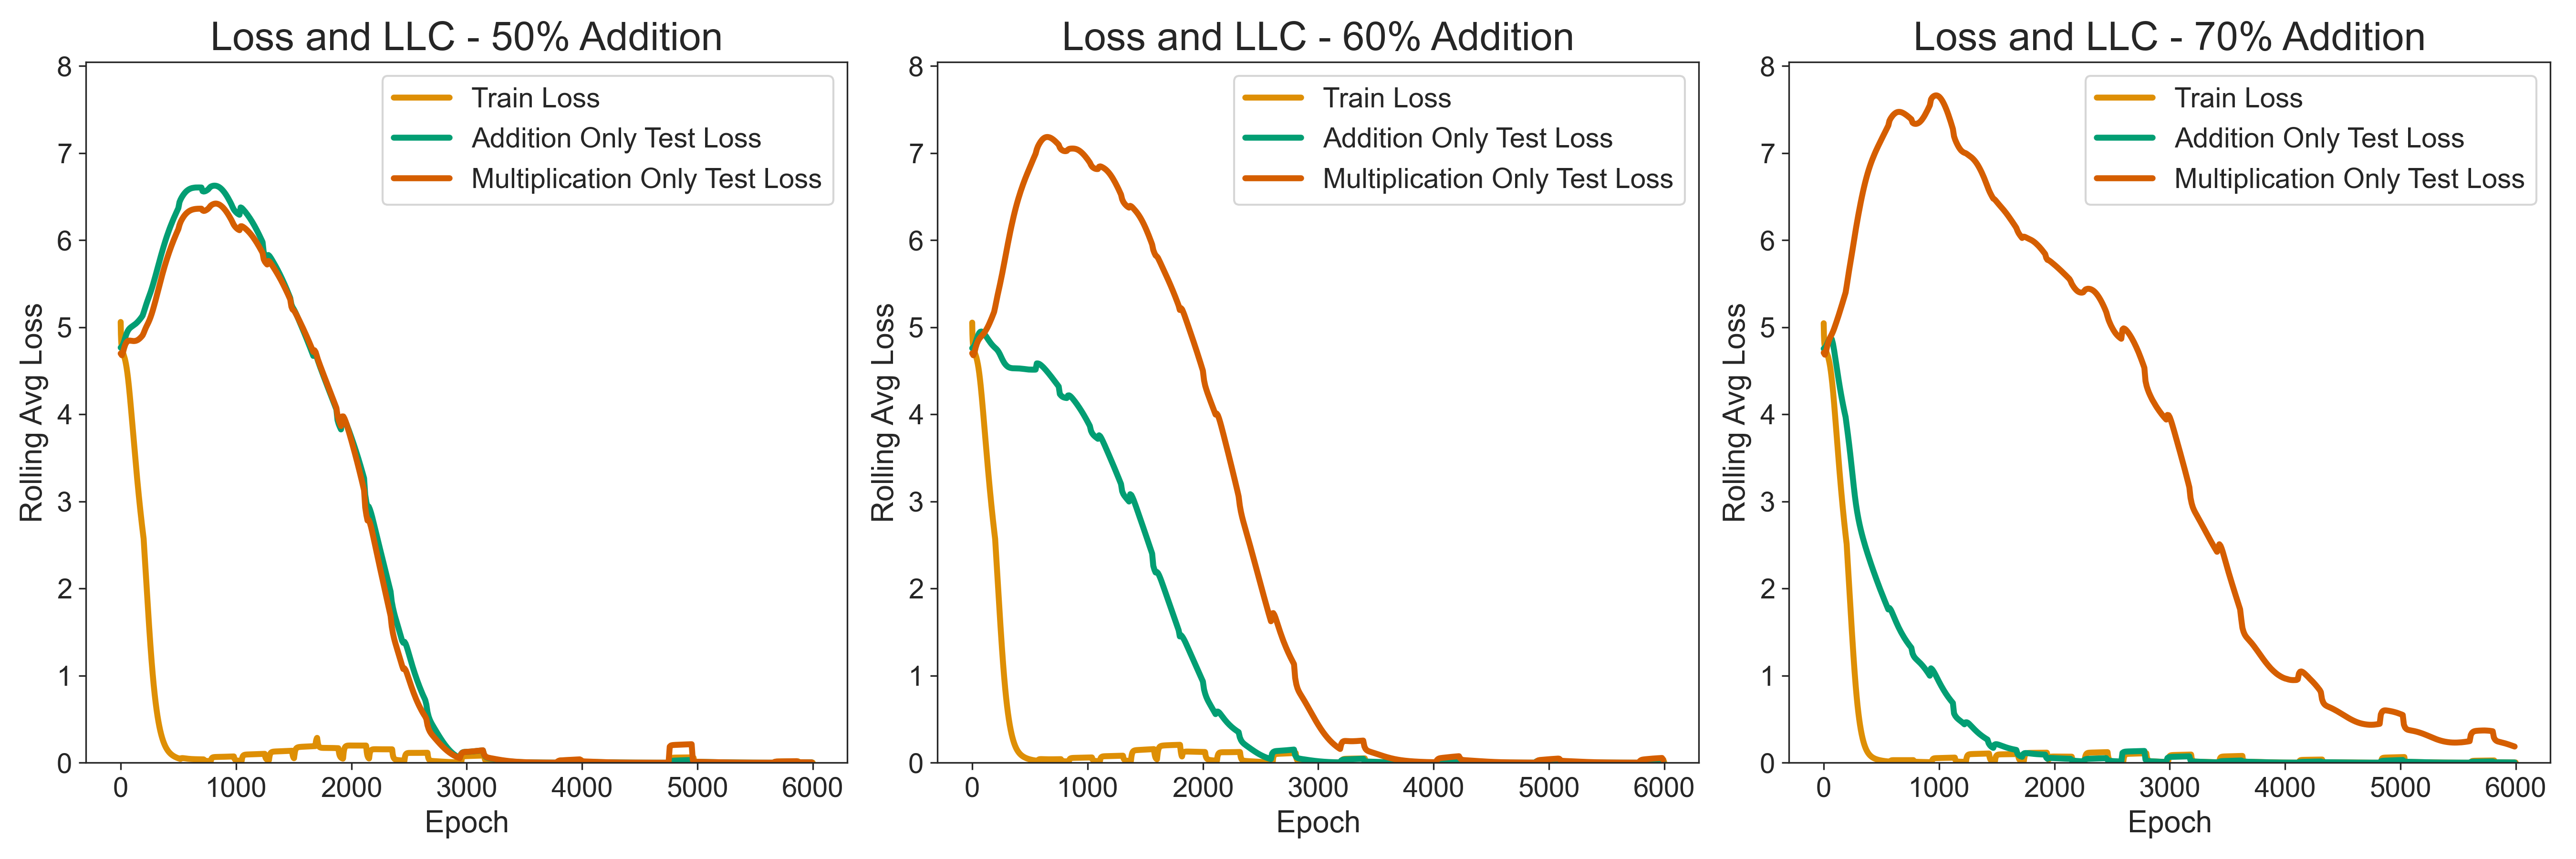 Loss and LLC - 50% Addition
8
7
6
5
4
3
2
1
0
Rolling Avg Loss
Train Loss
Addition Only Test Loss
Multiplication Only Test Loss
0 1000 2000 3000 4000 5000 6000
Epoch
Loss and LLC - 60% Addition
8
7
6
5
4
3
2
1
0
Rolling Avg Loss
Train Loss
Addition Only Test Loss
Multiplication Only Test Loss
0 1000 2000 3000 4000 5000 6000
Epoch
Loss and LLC - 70% Addition
8
7
6
5
4
3
2
1
0
Rolling Avg Loss
Train Loss
Addition Only Test Loss
Multiplication Only Test Loss
0 1000 2000 3000 4000 5000 6000
Epoch